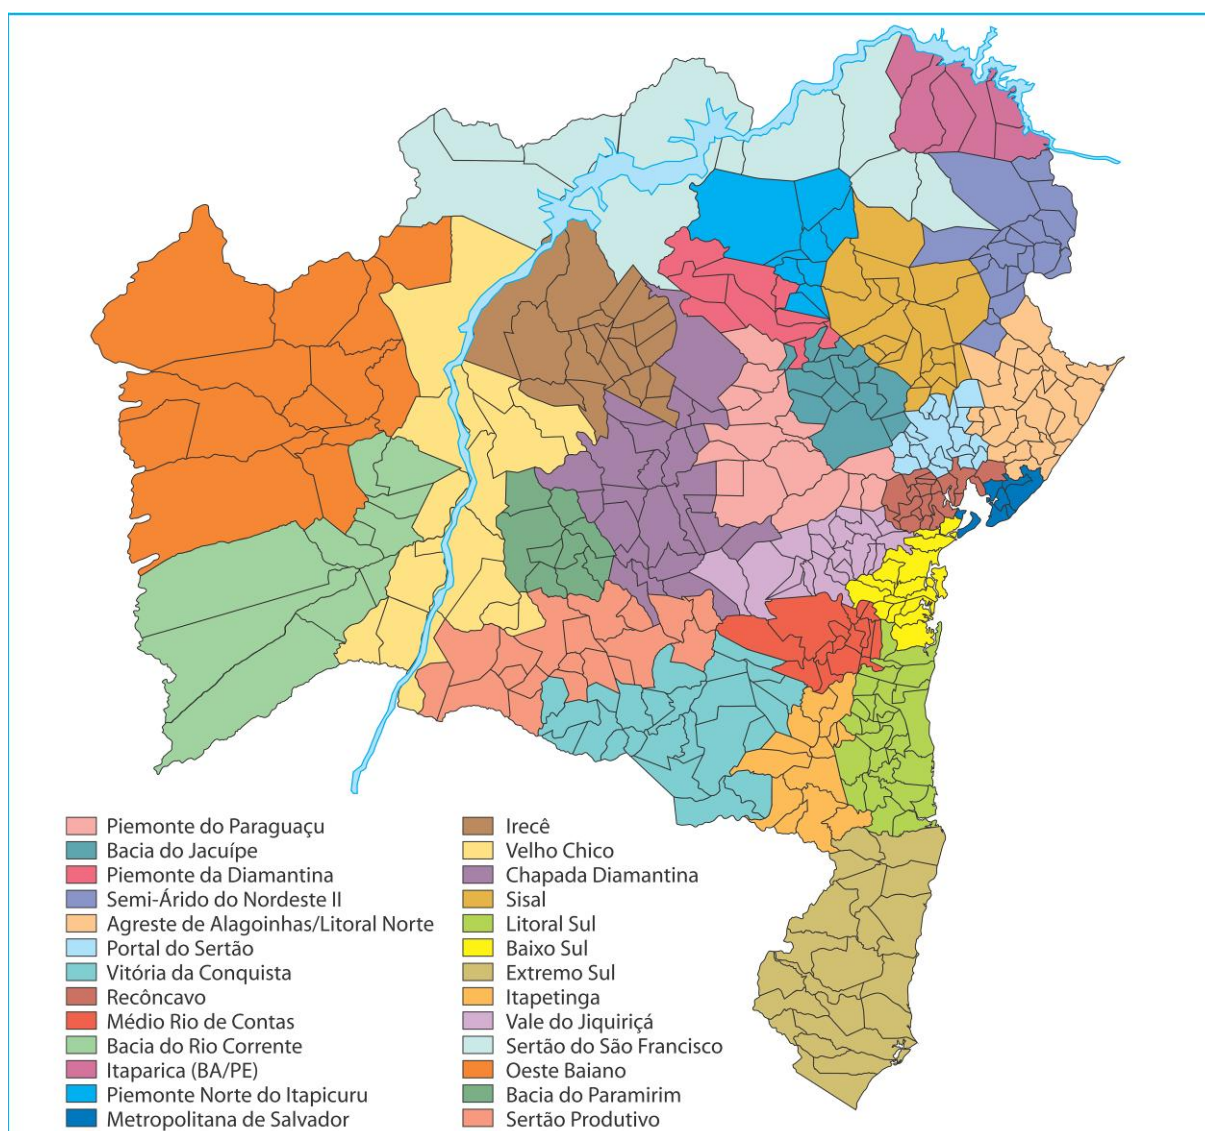 Piemonte do Paraguaçu
Bacia do Jacuípe
Piemonte da Diamantina
Semi-Árido do Nordeste II
Agreste de Alagoinhas/Litoral Norte
Portal do Sertão
Vitória da Conquista
Recôncavo
Médio Rio de Contas
Bacia do Rio Corrente
Itaparica (BA/PE)
Piemonte Norte do Itapicuru
Metropolitana de Salvador
Irecê
Velho Chico
Chapada Diamantina
Sisal
Litoral Sul
Baixo Sul
Extremo Sul
Itapetinga
Vale do Jiquiriçá
Sertão do São Francisco
Oeste Baiano
Bacia do Paramirim
Sertão Produtivo